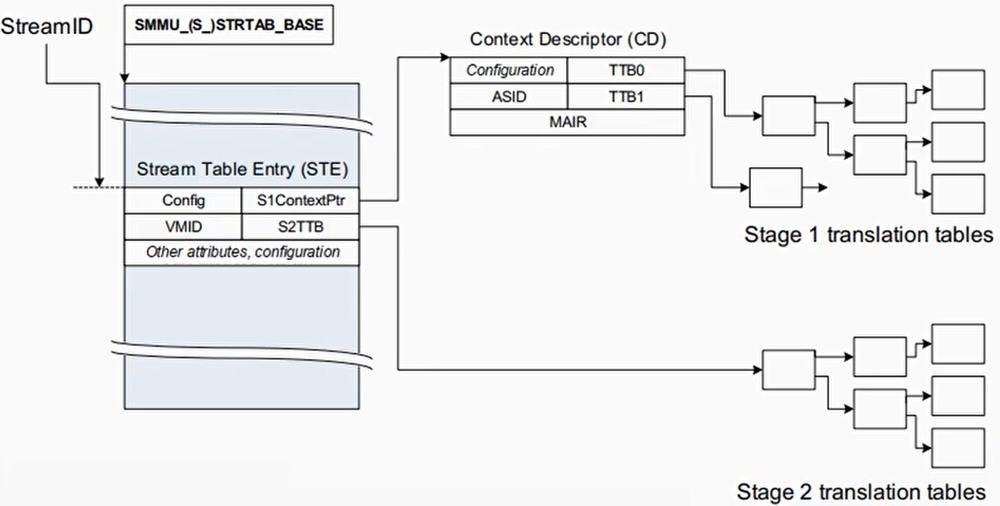 StreamID
SMMU_(S_)STRTAB_BASE
Context Descriptor (CD)
Configuration TTB0
ASID TTB1
MAIR
Stream Table Entry (STE)
Config S1ContextPtr
VMID S2TTB
Other attributes, configuration
Stage 1 translation tables
Stage 2 translation tables